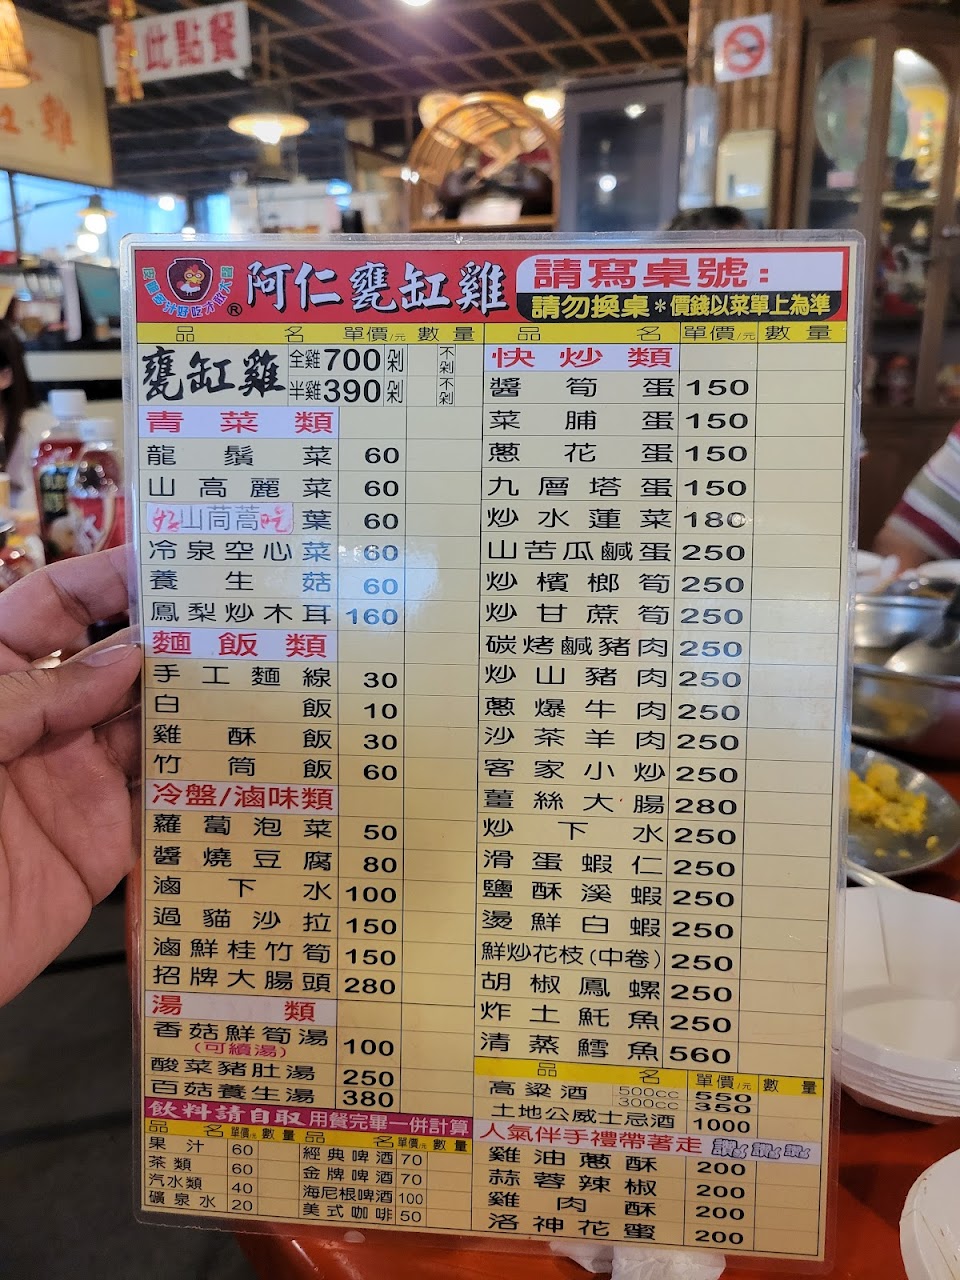 此點餐
雞
阿仁甕缸雞
®
請寫桌號:
請勿換桌*價錢以菜單上為準
品名 單價/元 數量
甕缸雞 全雞700剁 不剁
半雞390剁 不剁
青菜類
龍鬚菜 60
山高麗菜 60
好山茼蒿吃葉 60
冷泉空心菜 60
養生菇 60
鳳梨炒木耳 160
麵飯類
手工麵線 30
白飯 10
雞酥飯 30
竹筒飯 60
冷盤/滷味類
蘿蔔泡菜 50
醬燒豆腐 80
滷下水 100
過貓沙拉 150
滷鮮桂竹筍 150
招牌大腸頭 280
湯類
香菇鮮筍湯 100
(可續湯)
酸菜豬肚湯 250
百菇養生湯 380
飲料請自取 用餐完畢一併計算
品名 單價/元 數量 品名 單價/元 數量
果汁 60 經典啤酒 70
茶類 60 金牌啤酒 70
汽水類 40 海尼根啤酒 100
礦泉水 20 美式咖啡 50
品名 單價/元 數量
快炒類
醬筍蛋 150
菜脯蛋 150
蔥花蛋 150
九層塔蛋 150
炒水蓮菜 180
山苦瓜鹹蛋 250
炒檳榔筍 250
炒甘蔗筍 250
碳烤鹹豬肉 250
炒山豬肉 250
蔥爆牛肉 250
沙茶羊肉 250
客家小炒 250
薑絲大腸 280
炒下水 250
滑蛋蝦仁 250
鹽酥溪蝦 250
燙鮮白蝦 250
鮮炒花枝(中卷) 250
胡椒鳳螺 250
炸土魠魚 250
清蒸鱈魚 560
品名 單價/元 數量
高粱酒 500cc 550
300cc 350
土地公威士忌酒 1000
人氣伴手禮帶著走 讚 讚 讚
雞油蔥酥 200
蒜蓉辣椒 200
雞肉酥 200
洛神花蜜 200